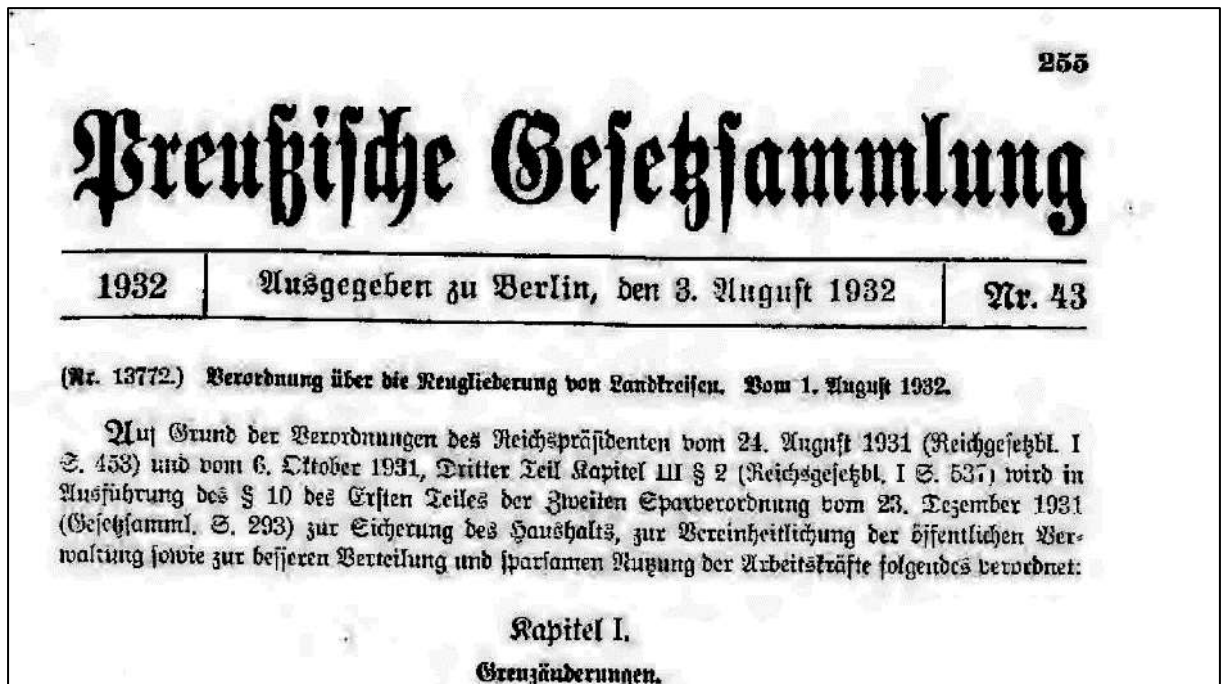 255
Preußische Gesetzsammlung
1932 Ausgegeben zu Berlin, den 3. August 1932 Nr. 43
(Nr. 13772.) Verordnung über die Neugliederung von Landkreisen. Vom 1. August 1932.
Auf Grund der Verordnungen des Reichspräsidenten vom 24. August 1931 (Reichgesetzbl. I
S. 453) und vom 6. Oktober 1931, Dritter Teil Kapitel III § 2 (Reichsgesetzbl. I S. 537) wird in
Ausführung des § 10 des Ersten Teiles der Zweiten Sparverordnung vom 23. Dezember 1931
(Gesetzsamml. S. 293) zur Sicherung des Haushalts, zur Vereinheitlichung der öffentlichen Ver-
waltung sowie zur besseren Verteilung und sparsamen Nutzung der Arbeitskräfte folgendes verordnet:
Kapitel I.
Grenzänderungen.